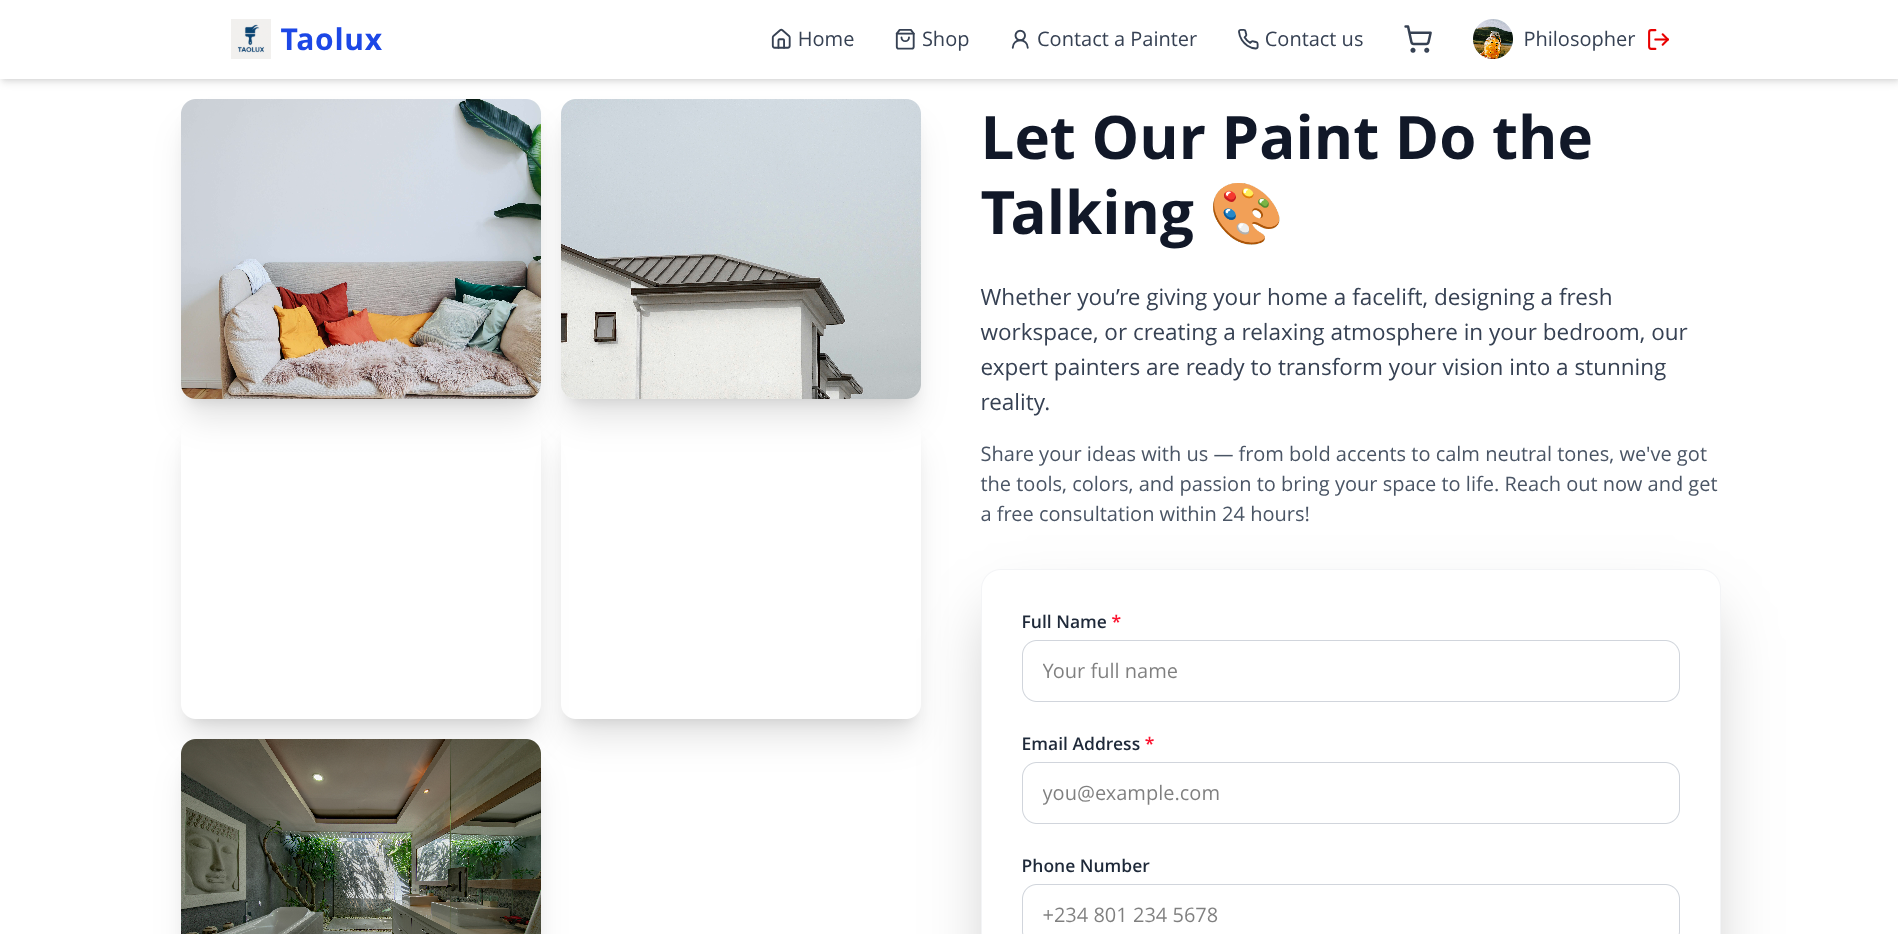 TAOLUX
Taolux
Home
Shop
Contact a Painter
Contact us
Philosopher
Let Our Paint Do the
Talking 🎨
Whether you’re giving your home a facelift, designing a fresh
workspace, or creating a relaxing atmosphere in your bedroom, our
expert painters are ready to transform your vision into a stunning
reality.
Share your ideas with us — from bold accents to calm neutral tones, we've got
the tools, colors, and passion to bring your space to life. Reach out now and get
a free consultation within 24 hours!
Full Name *
Your full name
Email Address *
you@example.com
Phone Number
+234 801 234 5678